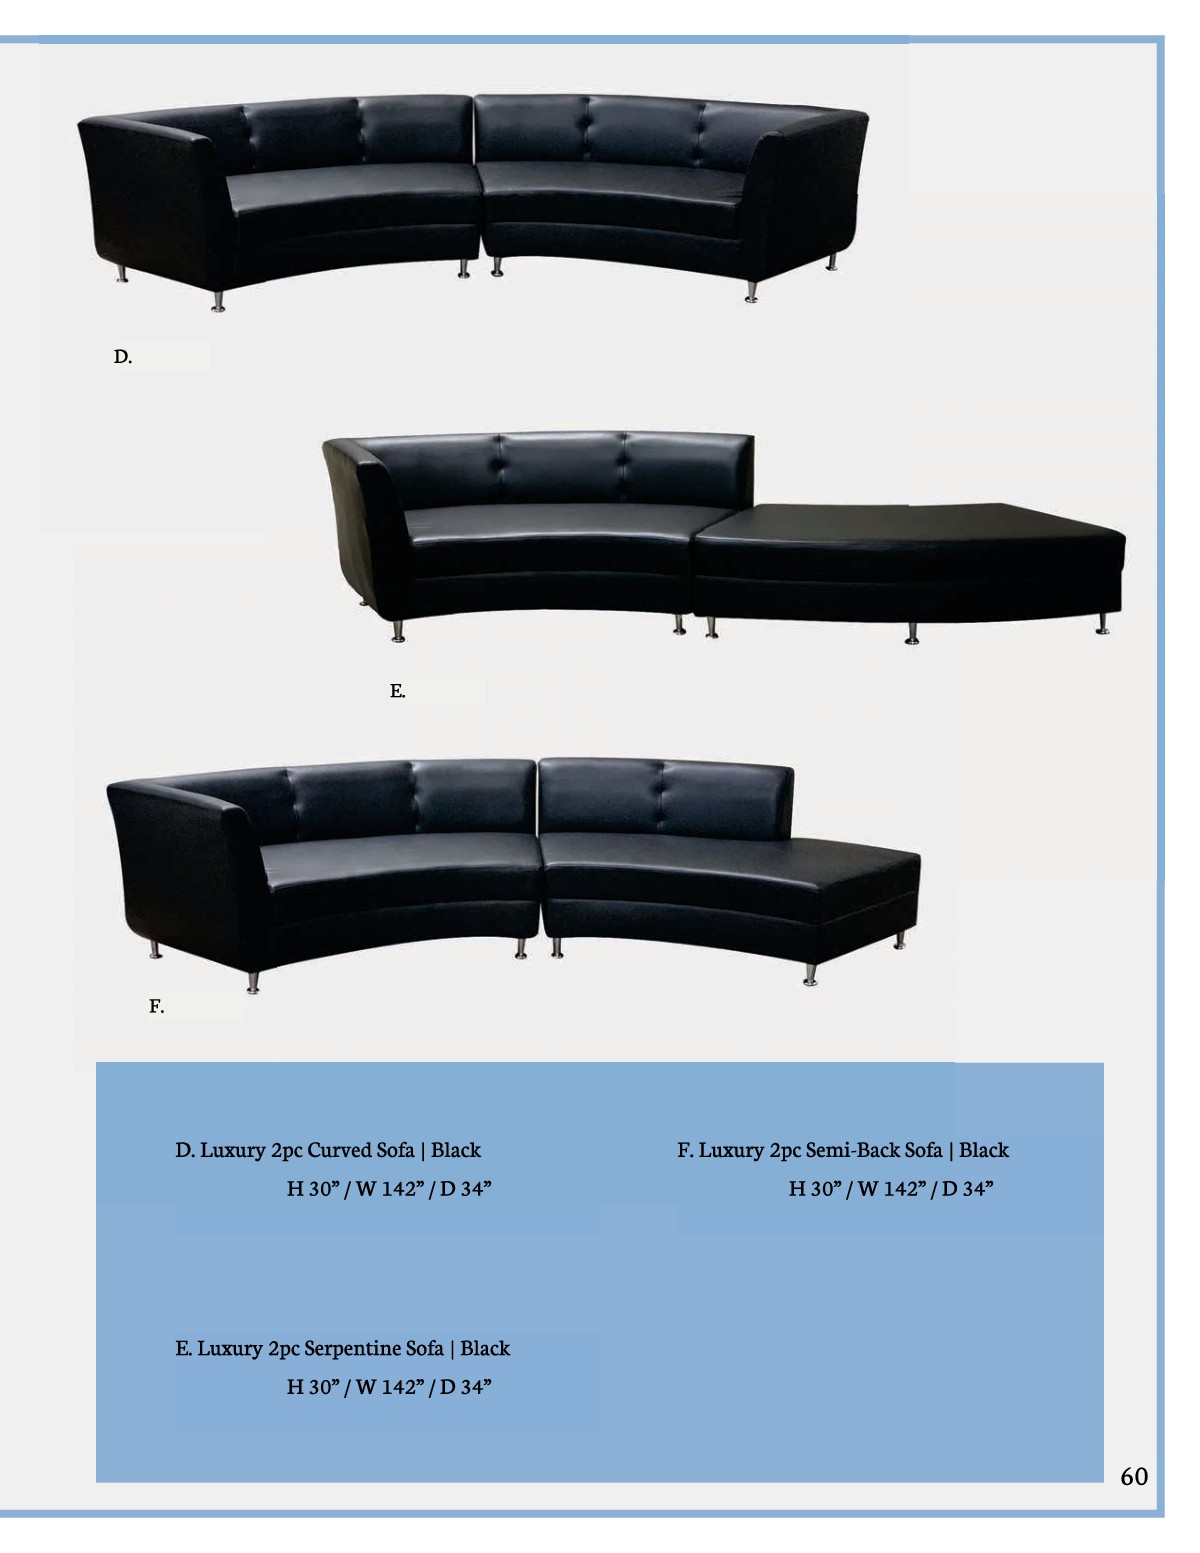 D.
E.
F.
D. Luxury 2pc Curved Sofa | Black
H 30” / W 142” / D 34”
F. Luxury 2pc Semi-Back Sofa | Black
H 30” / W 142” / D 34”
E. Luxury 2pc Serpentine Sofa | Black
H 30” / W 142” / D 34”
60